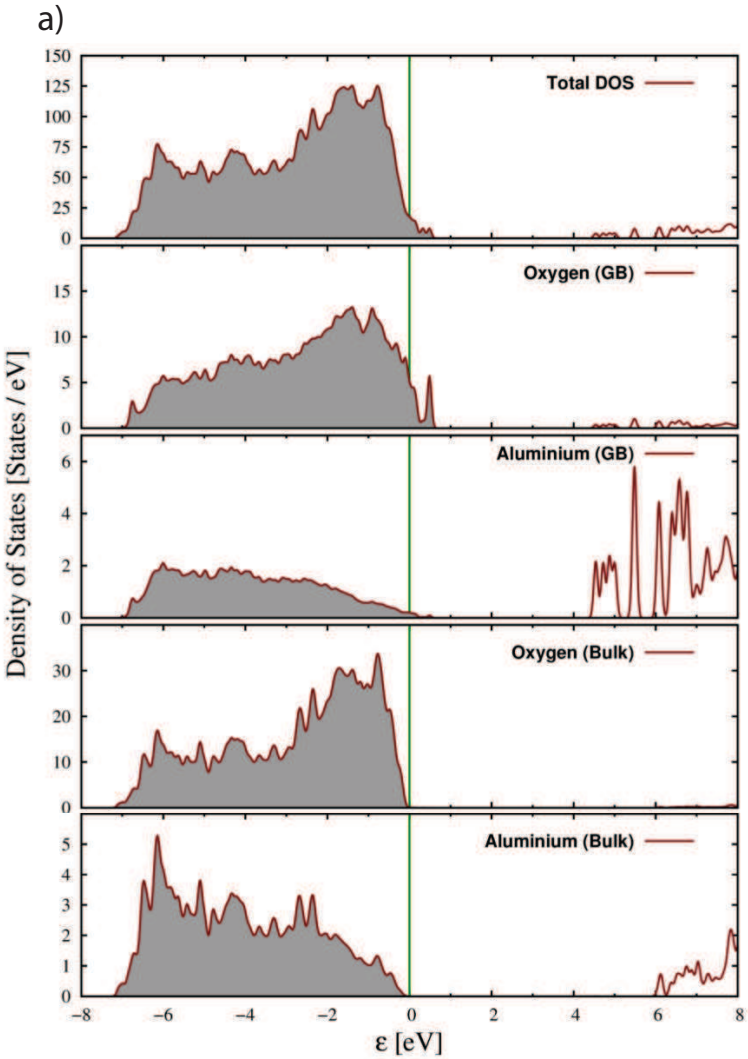 a)
150
125
100
75
50
25
0
Total DOS
15
10
5
0
Oxygen (GB)
6
4
2
0
Aluminium (GB)
30
20
10
0
Oxygen (Bulk)
5
4
3
2
1
0
Aluminium (Bulk)
−8 −6 −4 −2 0 2 4 6 8
ε [eV]
Density of States [States / eV]